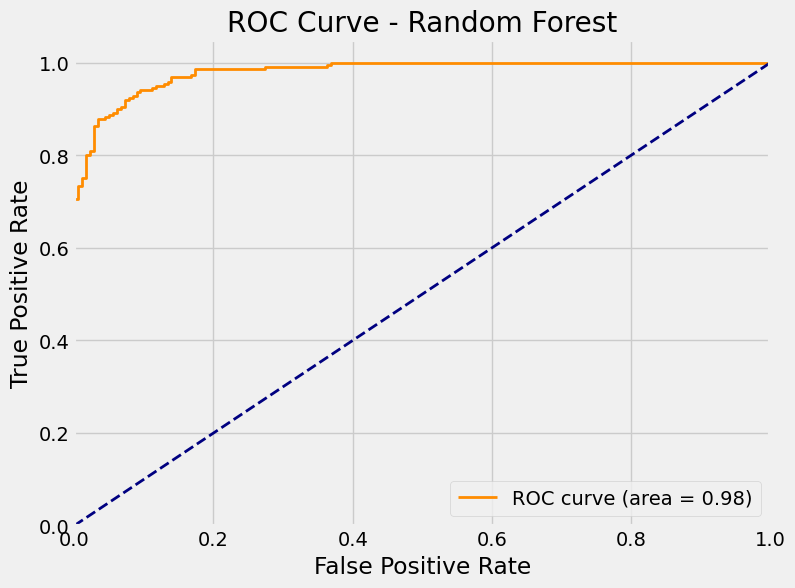 ROC Curve - Random Forest
True Positive Rate
1.0
0.8
0.6
0.4
0.2
0.0
0.0 0.2 0.4 0.6 0.8 1.0
False Positive Rate
ROC curve (area = 0.98)